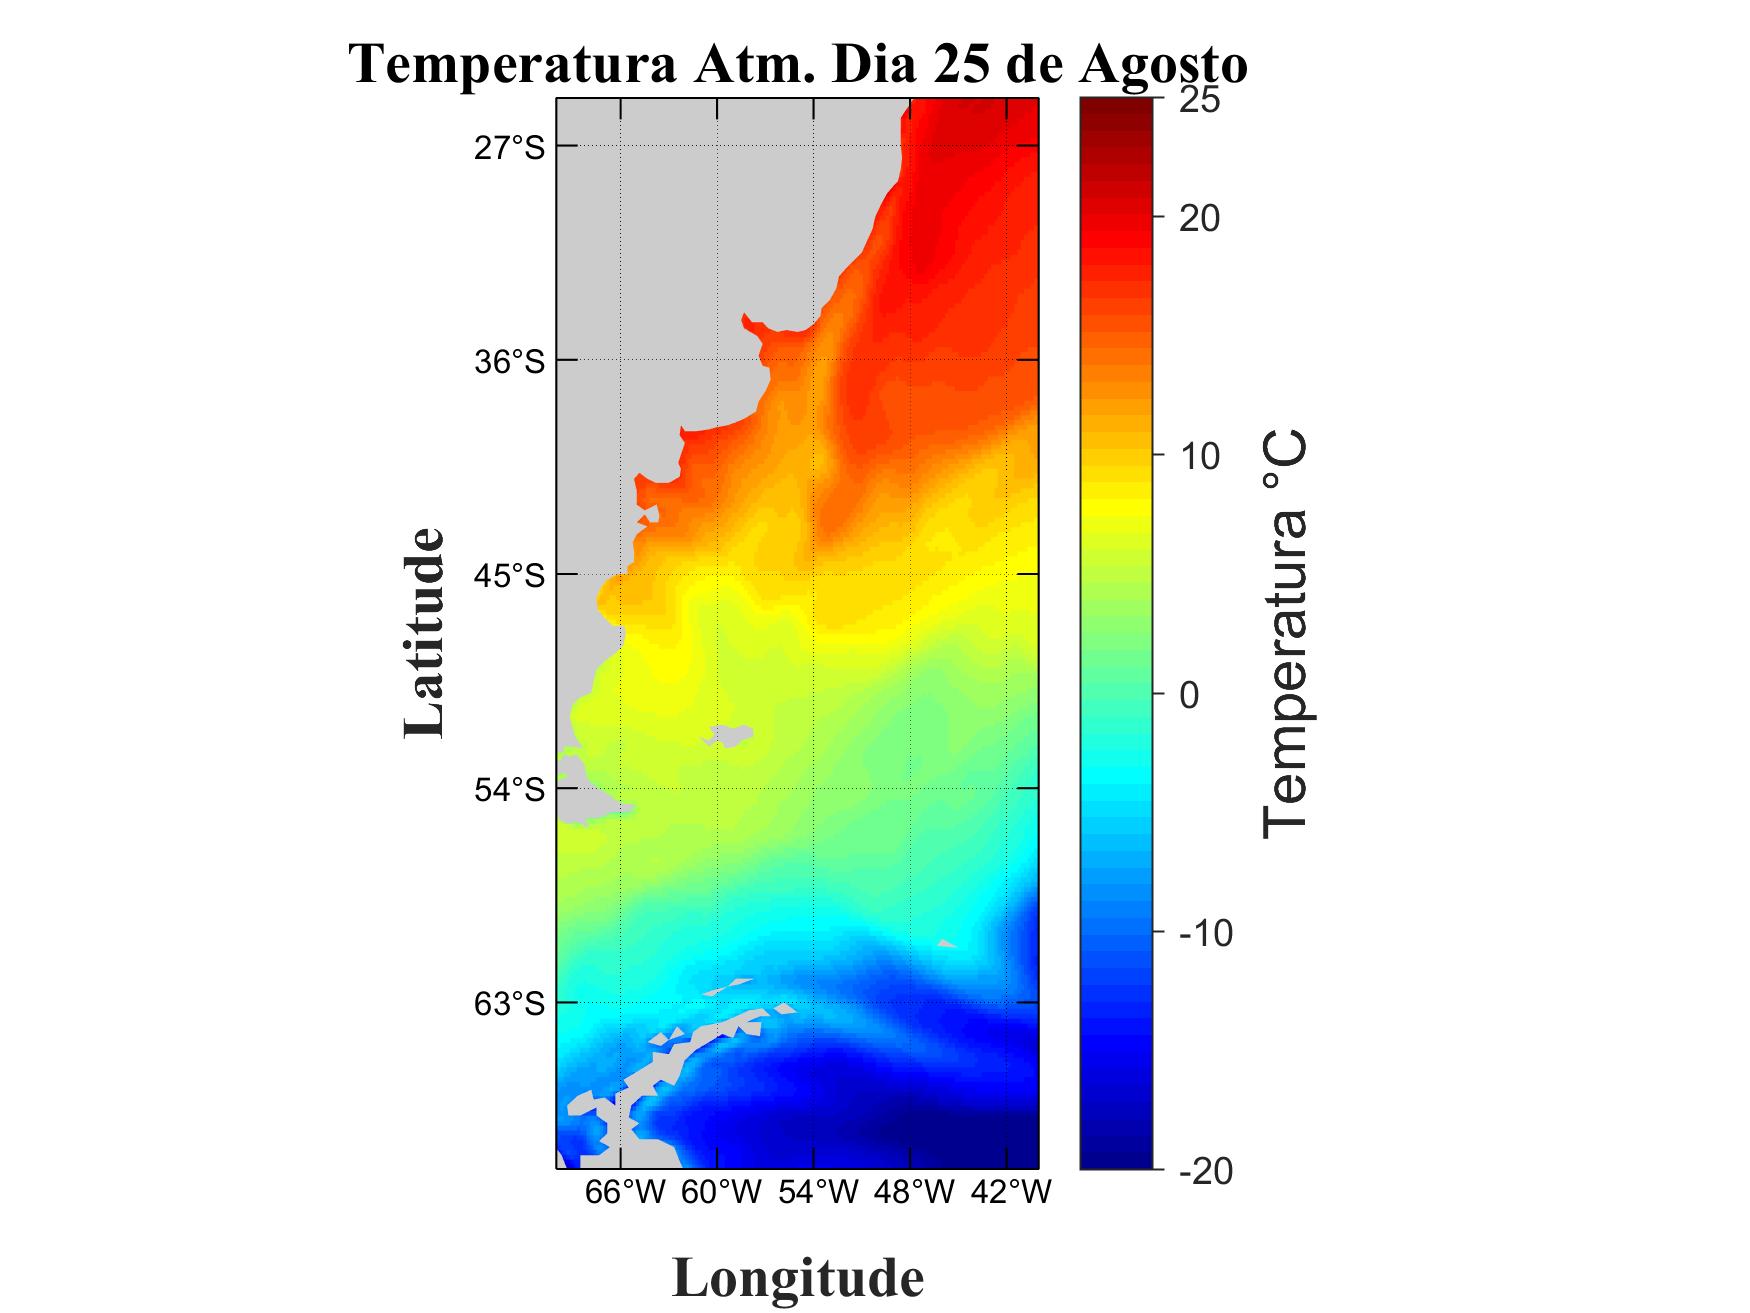 Temperatura Atm. Dia 25 de Agosto
25
27°S
20
36°S
10
45°S
0
54°S
-10
63°S
-20
66°W 60°W 54°W 48°W 42°W
Latitude
Temperatura °C
Longitude